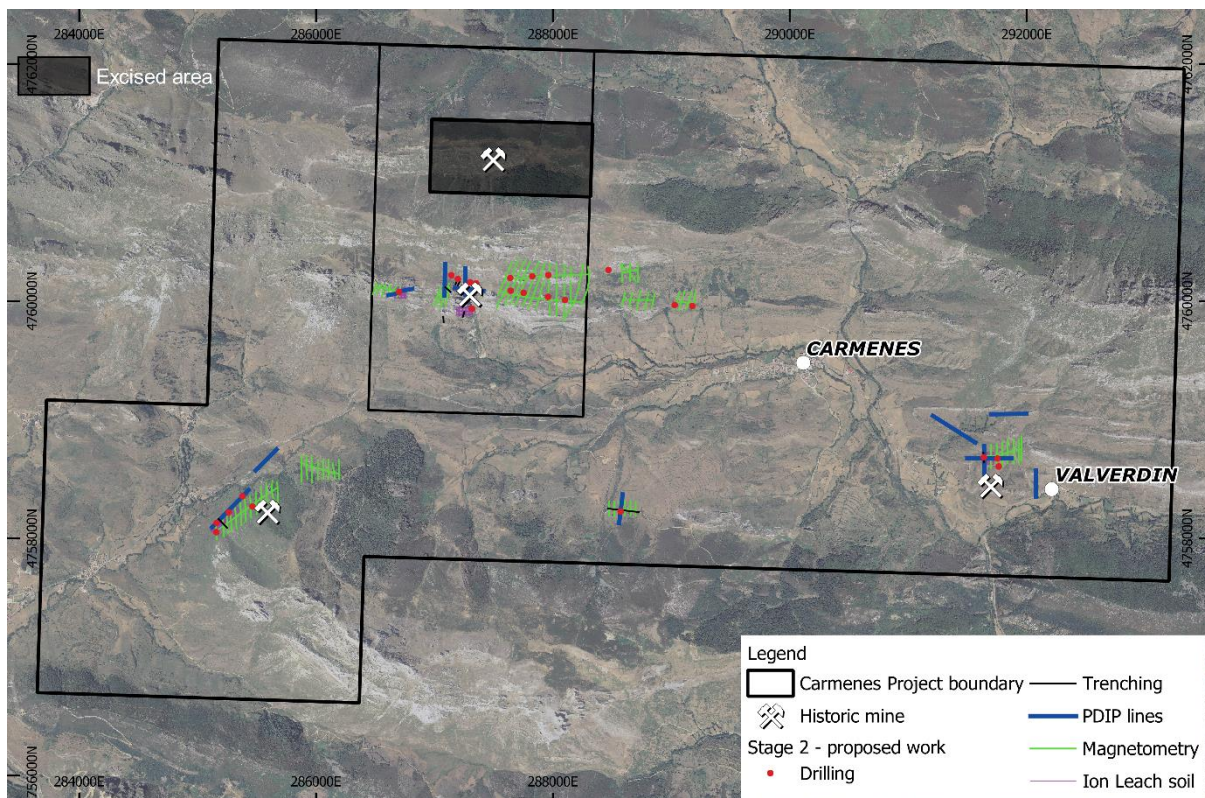 284000E 286000E 288000E 290000E 292000E
4762000N
4762000N
Excised area
4760000N
4760000N
CARMENES
VALVERDIN
4758000N
4758000N
Legend
Carmenes Project boundary
Historic mine
Stage 2 - proposed work
Drilling
Trenching
PDIP lines
Magnetometry
Ion Leach soil
4756000N
284000E 286000E 288000E